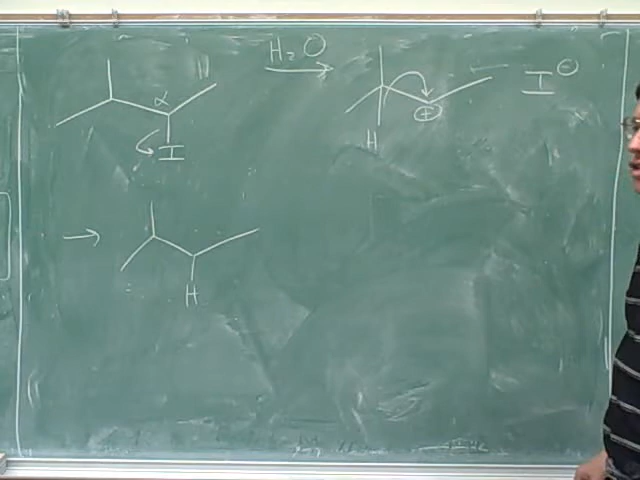 H₂O
α
I
H
⊕
I⊖
→
H